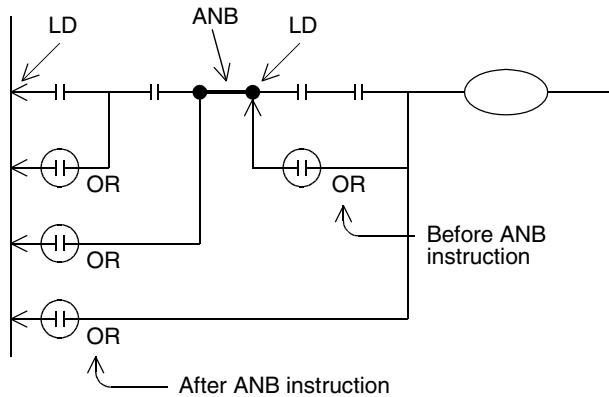 ANB
LD
LD
OR
OR
OR
Before ANB
instruction
OR
After ANB instruction